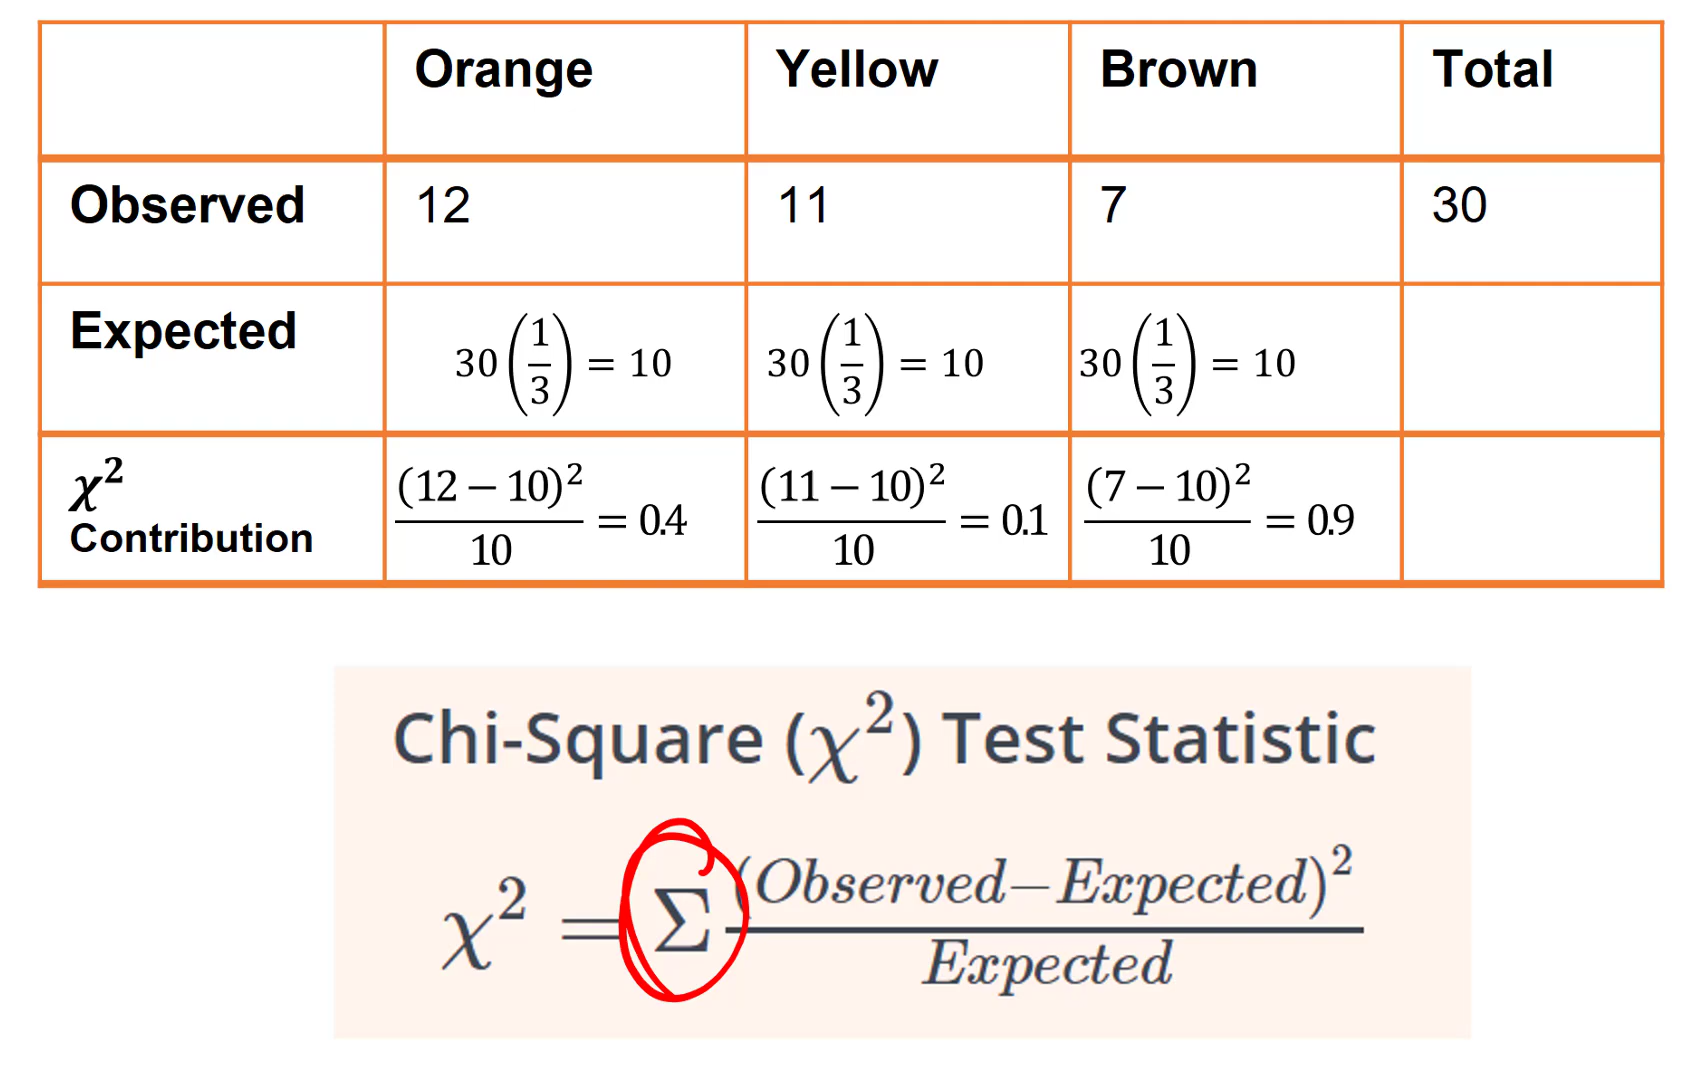 Orange Yellow Brown Total
Observed 12 11 7 30
Expected 30(1/3) = 10 30(1/3) = 10 30(1/3) = 10
χ² Contribution (12 − 10)²/10 = 0.4 (11 − 10)²/10 = 0.1 (7 − 10)²/10 = 0.9
Chi-Square (χ²) Test Statistic
χ² = Σ (Observed−Expected)²/Expected